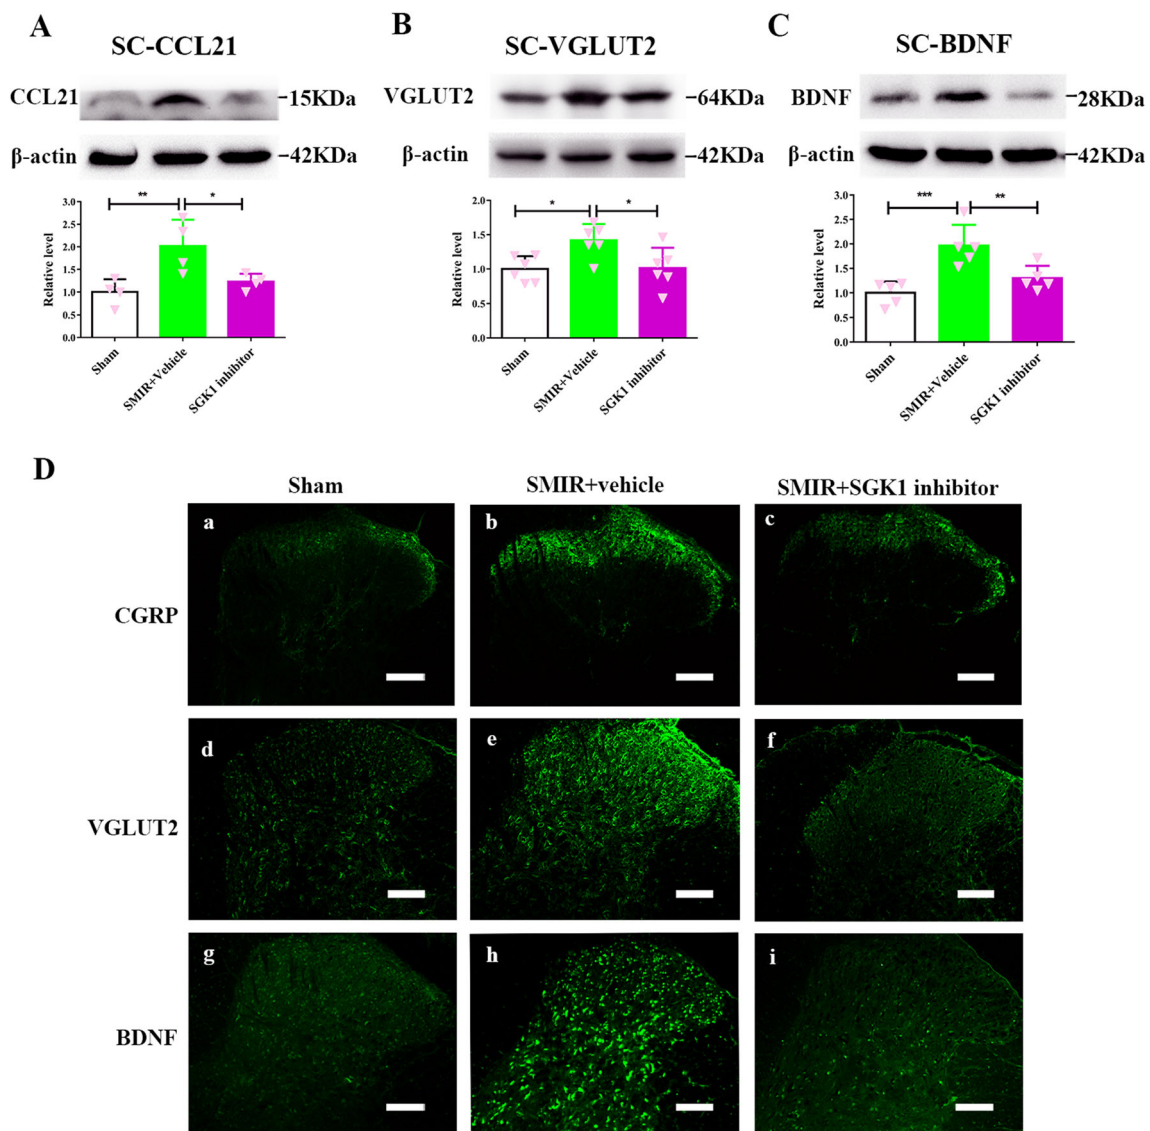 A
SC-CCL21
CCL21
15KDa
β-actin
42KDa
**
*
Relative level
3.0
2.5
2.0
1.5
1.0
0.5
0.0
Sham
SMIR+Vehicle
SGK1 inhibitor
B
SC-VGLUT2
VGLUT2
64KDa
β-actin
42KDa
*
*
Relative level
2.0
1.5
1.0
0.5
0.0
Sham
SMIR+Vehicle
SGK1 inhibitor
C
SC-BDNF
BDNF
28KDa
β-actin
42KDa
***
**
Relative level
3.0
2.5
2.0
1.5
1.0
0.5
0.0
Sham
SMIR+Vehicle
SGK1 inhibitor
D
Sham
SMIR+vehicle
SMIR+SGK1 inhibitor
CGRP
a
b
c
VGLUT2
d
e
f
BDNF
g
h
i